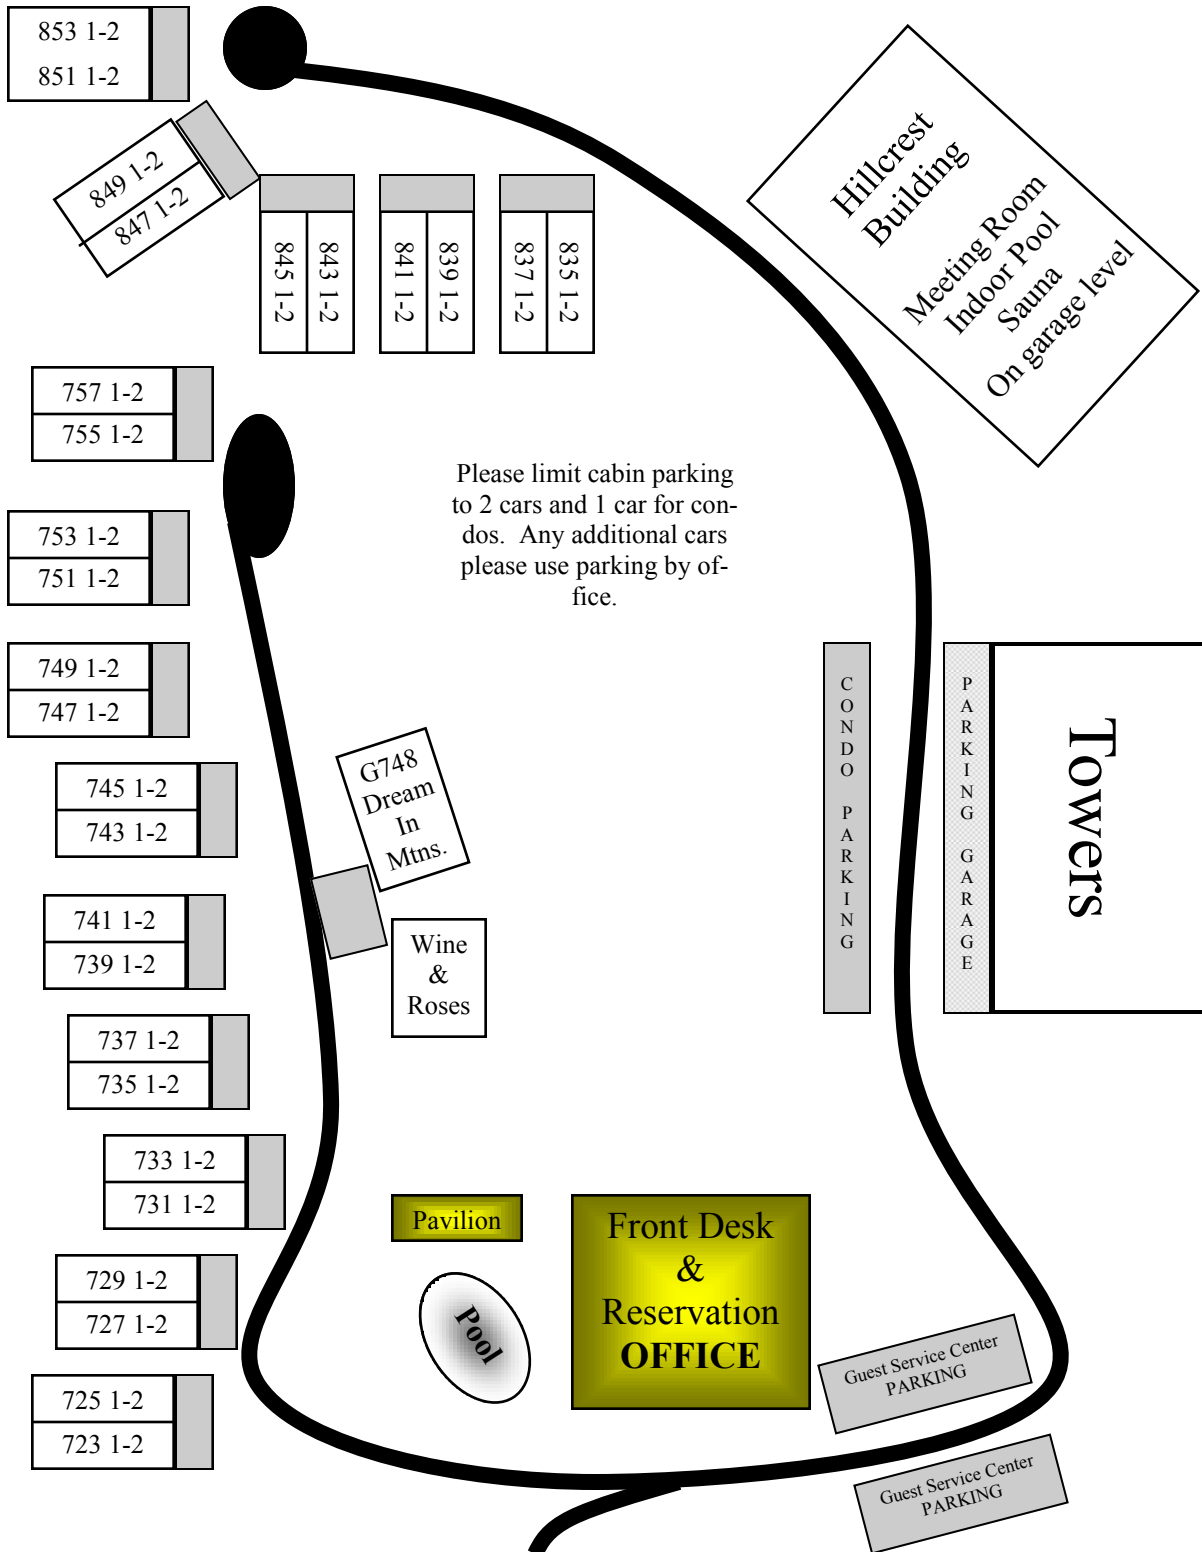 853 1-2
851 1-2
849 1-2
847 1-2
845 1-2
843 1-2
841 1-2
839 1-2
837 1-2
835 1-2
Hillcrest
Building
Meeting Room
Indoor Pool
Sauna
On garage level
757 1-2
755 1-2
Please limit cabin parking
to 2 cars and 1 car for con-
dos. Any additional cars
please use parking by of-
fice.
753 1-2
751 1-2
749 1-2
747 1-2
745 1-2
743 1-2
G748
Dream
In
Mtns.
CONDO PARKING
PARKING GARAGE
Towers
741 1-2
739 1-2
Wine
&
Roses
737 1-2
735 1-2
733 1-2
731 1-2
Pavilion
Front Desk
&
Reservation
OFFICE
Pool
729 1-2
727 1-2
Guest Service Center
PARKING
725 1-2
723 1-2
Guest Service Center
PARKING